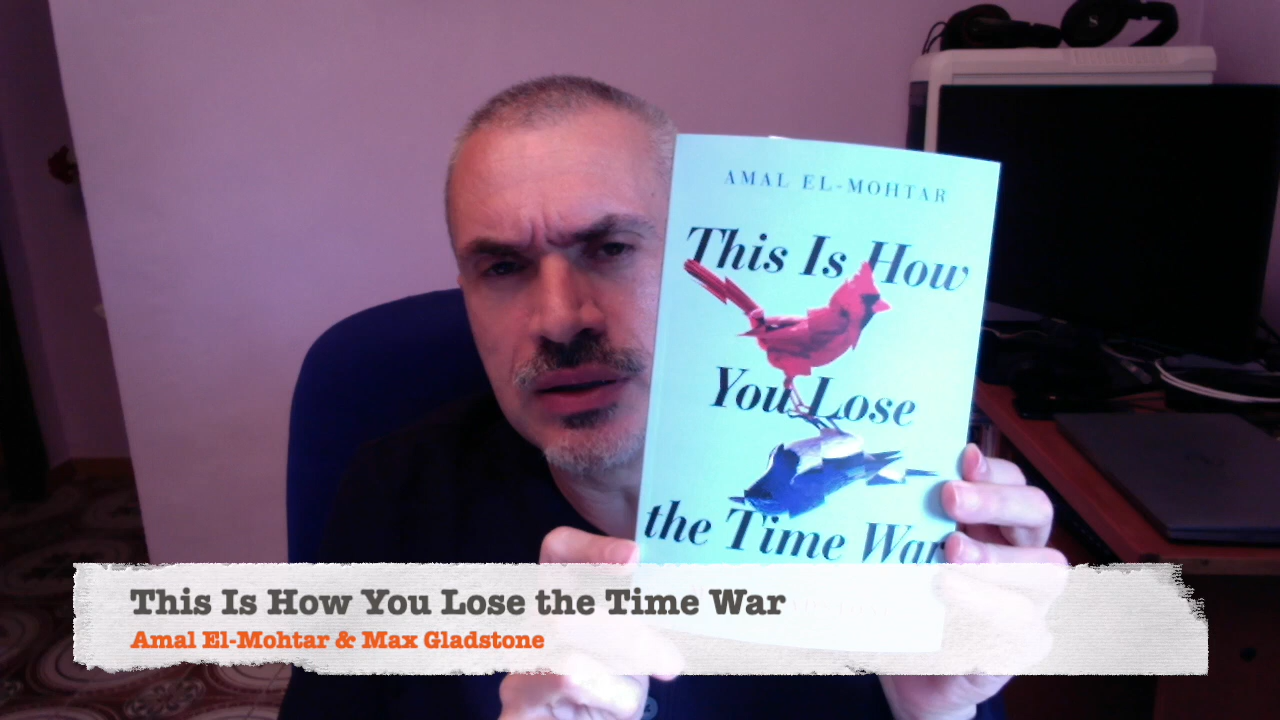 AMAL EL-MOHTAR
This Is How
You Lose
the Time War
This Is How You Lose the Time War
Amal El-Mohtar & Max Gladstone